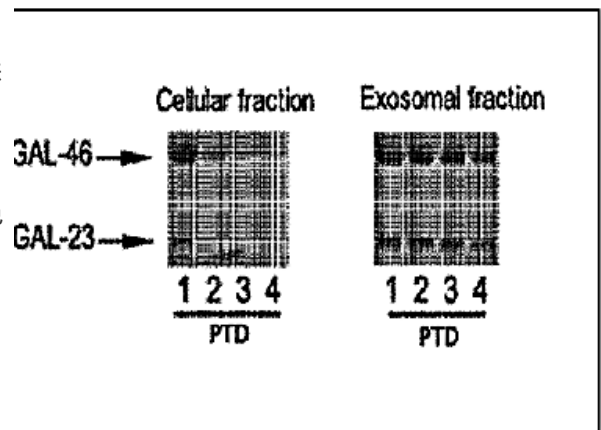 Cellular fraction Exosomal fraction
GAL-46
GAL-23
1 2 3 4 1 2 3 4
PTD PTD